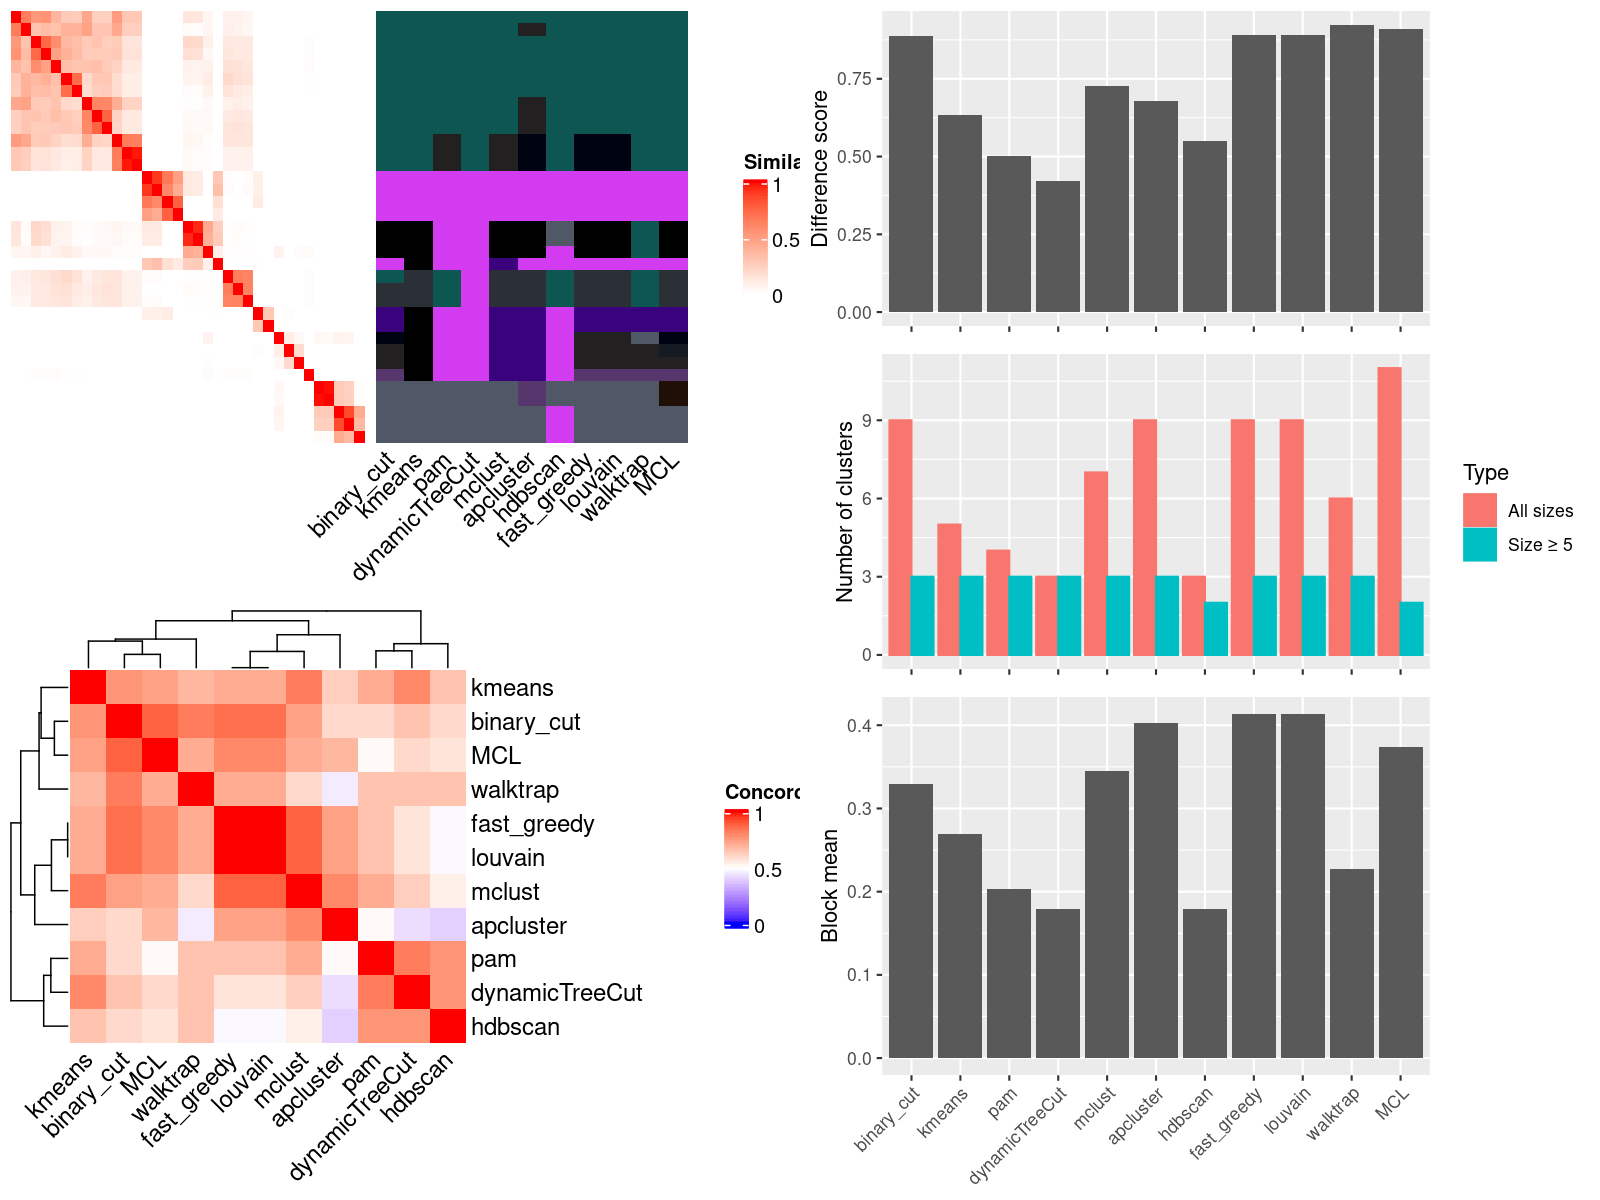 Simila
1
0.5
0
binary_cut
kmeans
pam
dynamicTreeCut
mclust
apcluster
hdbscan
fast_greedy
louvain
walktrap
MCL
Difference score
0.75
0.50
0.25
0.00
Number of clusters
9
6
3
0
Type
All sizes
Size ≥ 5
kmeans
binary_cut
MCL
walktrap
fast_greedy
louvain
mclust
apcluster
pam
dynamicTreeCut
hdbscan
kmeans
binary_cut
MCL
walktrap
fast_greedy
louvain
mclust
apcluster
pam
dynamicTreeCut
hdbscan
Concord
1
0.5
0
Block mean
0.4
0.3
0.2
0.1
0.0
binary_cut
kmeans
pam
dynamicTreeCut
mclust
apcluster
hdbscan
fast_greedy
louvain
walktrap
MCL